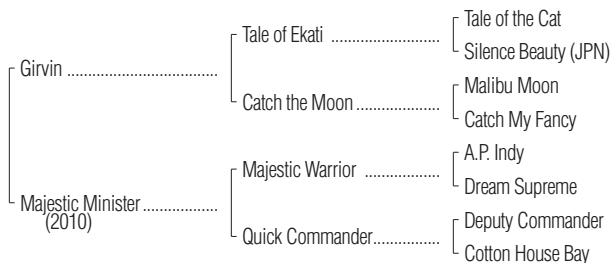 Tale of the Cat
Tale of Ekati ..........................
Silence Beauty (JPN)
Girvin ....................................
Malibu Moon
Catch the Moon ....................
Catch My Fancy
A.P. Indy
Majestic Warrior ..................
Dream Supreme
Majestic Minister ..................
(2010)
Deputy Commander
Quick Commander................
Cotton House Bay